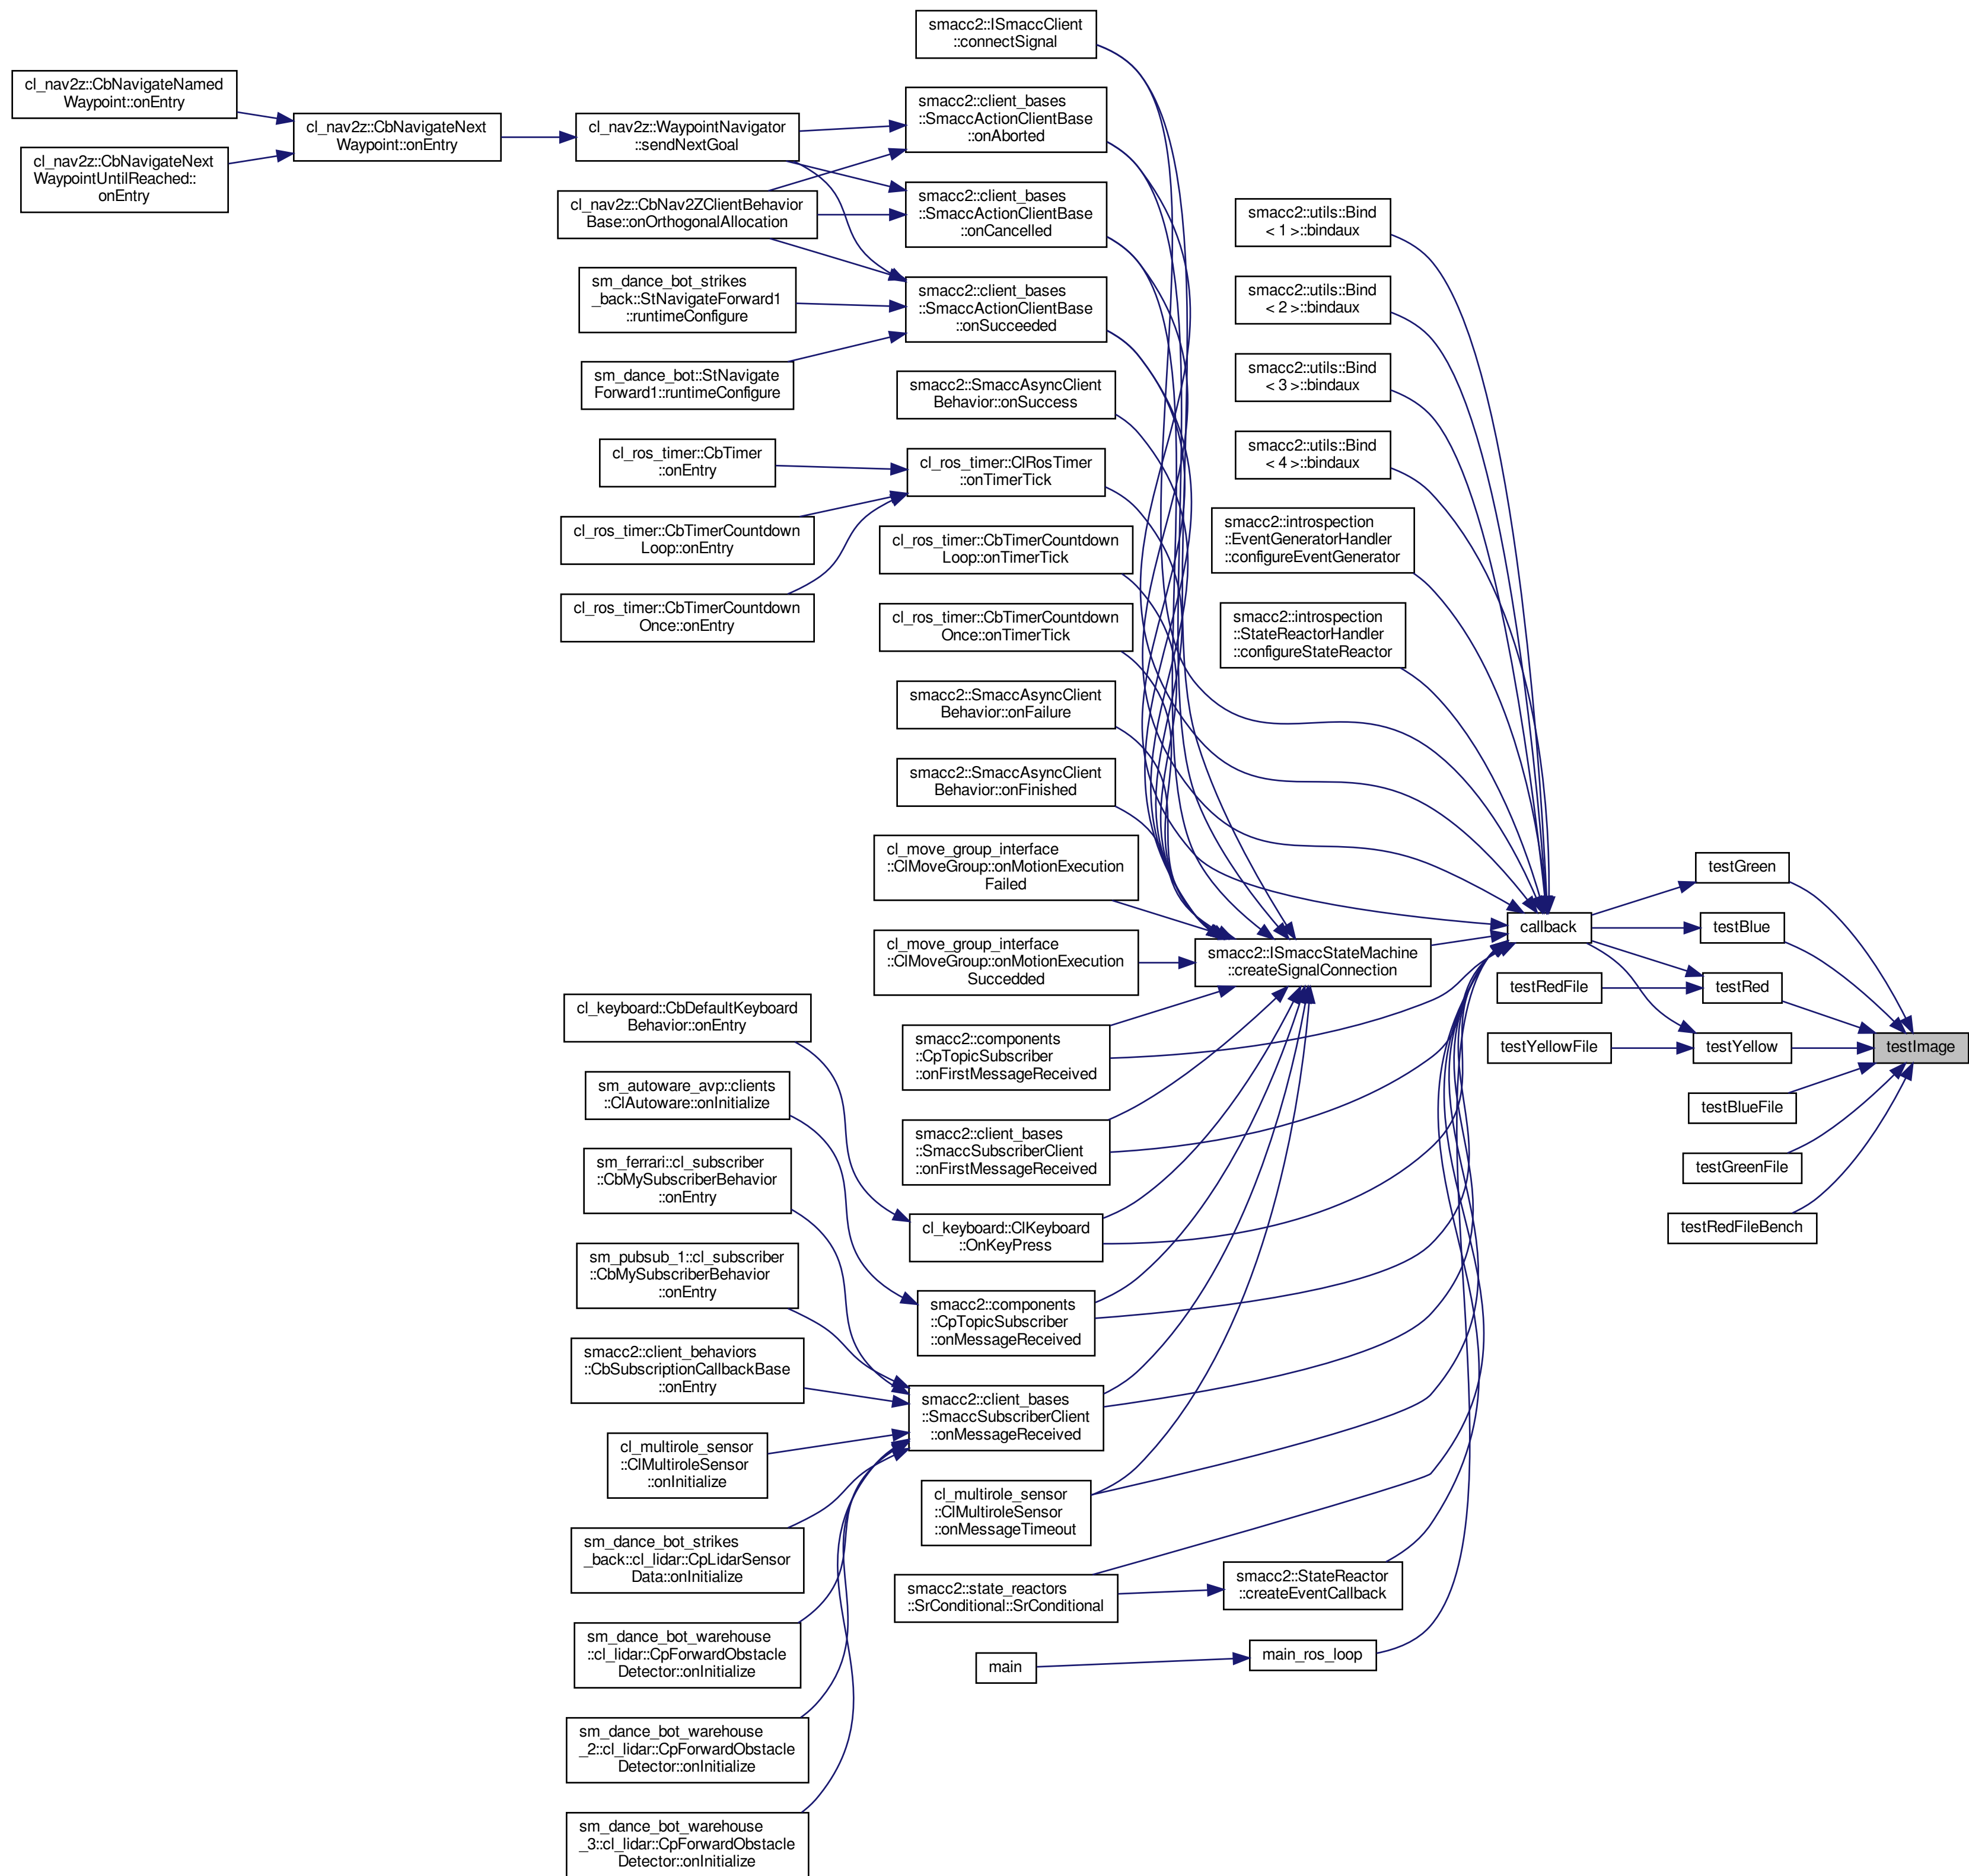 smacc2::ISmaccClient
::connectSignal
cl_nav2z::CbNavigateNamed
Waypoint::onEntry
cl_nav2z::CbNavigateNext
WaypointUntilReached::
onEntry
cl_nav2z::CbNavigateNext
Waypoint::onEntry
cl_nav2z::WaypointNavigator
::sendNextGoal
cl_nav2z::CbNav2ZClientBehavior
Base::onOrthogonalAllocation
sm_dance_bot_strikes
_back::StNavigateForward1
::runtimeConfigure
sm_dance_bot::StNavigate
Forward1::runtimeConfigure
cl_ros_timer::CbTimer
::onEntry
cl_ros_timer::CbTimerCountdown
Loop::onEntry
cl_ros_timer::CbTimerCountdown
Once::onEntry
smacc2::client_bases
::SmaccActionClientBase
::onAborted
smacc2::client_bases
::SmaccActionClientBase
::onCancelled
smacc2::client_bases
::SmaccActionClientBase
::onSucceeded
smacc2::SmaccAsyncClient
Behavior::onSuccess
cl_ros_timer::ClRosTimer
::onTimerTick
cl_ros_timer::CbTimerCountdown
Loop::onTimerTick
cl_ros_timer::CbTimerCountdown
Once::onTimerTick
smacc2::SmaccAsyncClient
Behavior::onFailure
smacc2::SmaccAsyncClient
Behavior::onFinished
cl_move_group_interface
::ClMoveGroup::onMotionExecution
Failed
cl_move_group_interface
::ClMoveGroup::onMotionExecution
Succedded
smacc2::components
::CpTopicSubscriber
::onFirstMessageReceived
smacc2::client_bases
::SmaccSubscriberClient
::onFirstMessageReceived
cl_keyboard::ClKeyboard
::OnKeyPress
smacc2::components
::CpTopicSubscriber
::onMessageReceived
smacc2::client_bases
::SmaccSubscriberClient
::onMessageReceived
cl_multirole_sensor
::ClMultiroleSensor
::onMessageTimeout
smacc2::state_reactors
::SrConditional::SrConditional
main
cl_keyboard::CbDefaultKeyboard
Behavior::onEntry
sm_autoware_avp::clients
::ClAutoware::onInitialize
sm_ferrari::cl_subscriber
::CbMySubscriberBehavior
::onEntry
sm_pubsub_1::cl_subscriber
::CbMySubscriberBehavior
::onEntry
smacc2::client_behaviors
::CbSubscriptionCallbackBase
::onEntry
cl_multirole_sensor
::ClMultiroleSensor
::onInitialize
sm_dance_bot_strikes
_back::cl_lidar::CpLidarSensor
Data::onInitialize
sm_dance_bot_warehouse
::cl_lidar::CpForwardObstacle
Detector::onInitialize
sm_dance_bot_warehouse
_2::cl_lidar::CpForwardObstacle
Detector::onInitialize
sm_dance_bot_warehouse
_3::cl_lidar::CpForwardObstacle
Detector::onInitialize
smacc2::utils::Bind
< 1 >::bindaux
smacc2::utils::Bind
< 2 >::bindaux
smacc2::utils::Bind
< 3 >::bindaux
smacc2::utils::Bind
< 4 >::bindaux
smacc2::introspection
::EventGeneratorHandler
::configureEventGenerator
smacc2::introspection
::StateReactorHandler
::configureStateReactor
smacc2::ISmaccStateMachine
::createSignalConnection
smacc2::StateReactor
::createEventCallback
main_ros_loop
callback
testRedFile
testYellowFile
testGreen
testBlue
testRed
testYellow
testBlueFile
testGreenFile
testRedFileBench
testImage